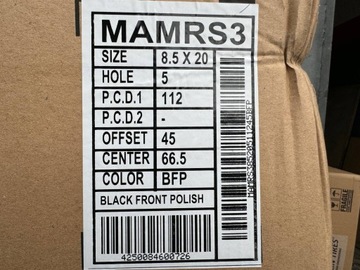 MAMRS3
SIZE 8.5 X 20
HOLE 5
P.C.D.1 112
P.C.D.2 -
OFFSET 45
CENTER 66.5
COLOR BFP
BLACK FRONT POLISH
4250084600726
FRAGILE